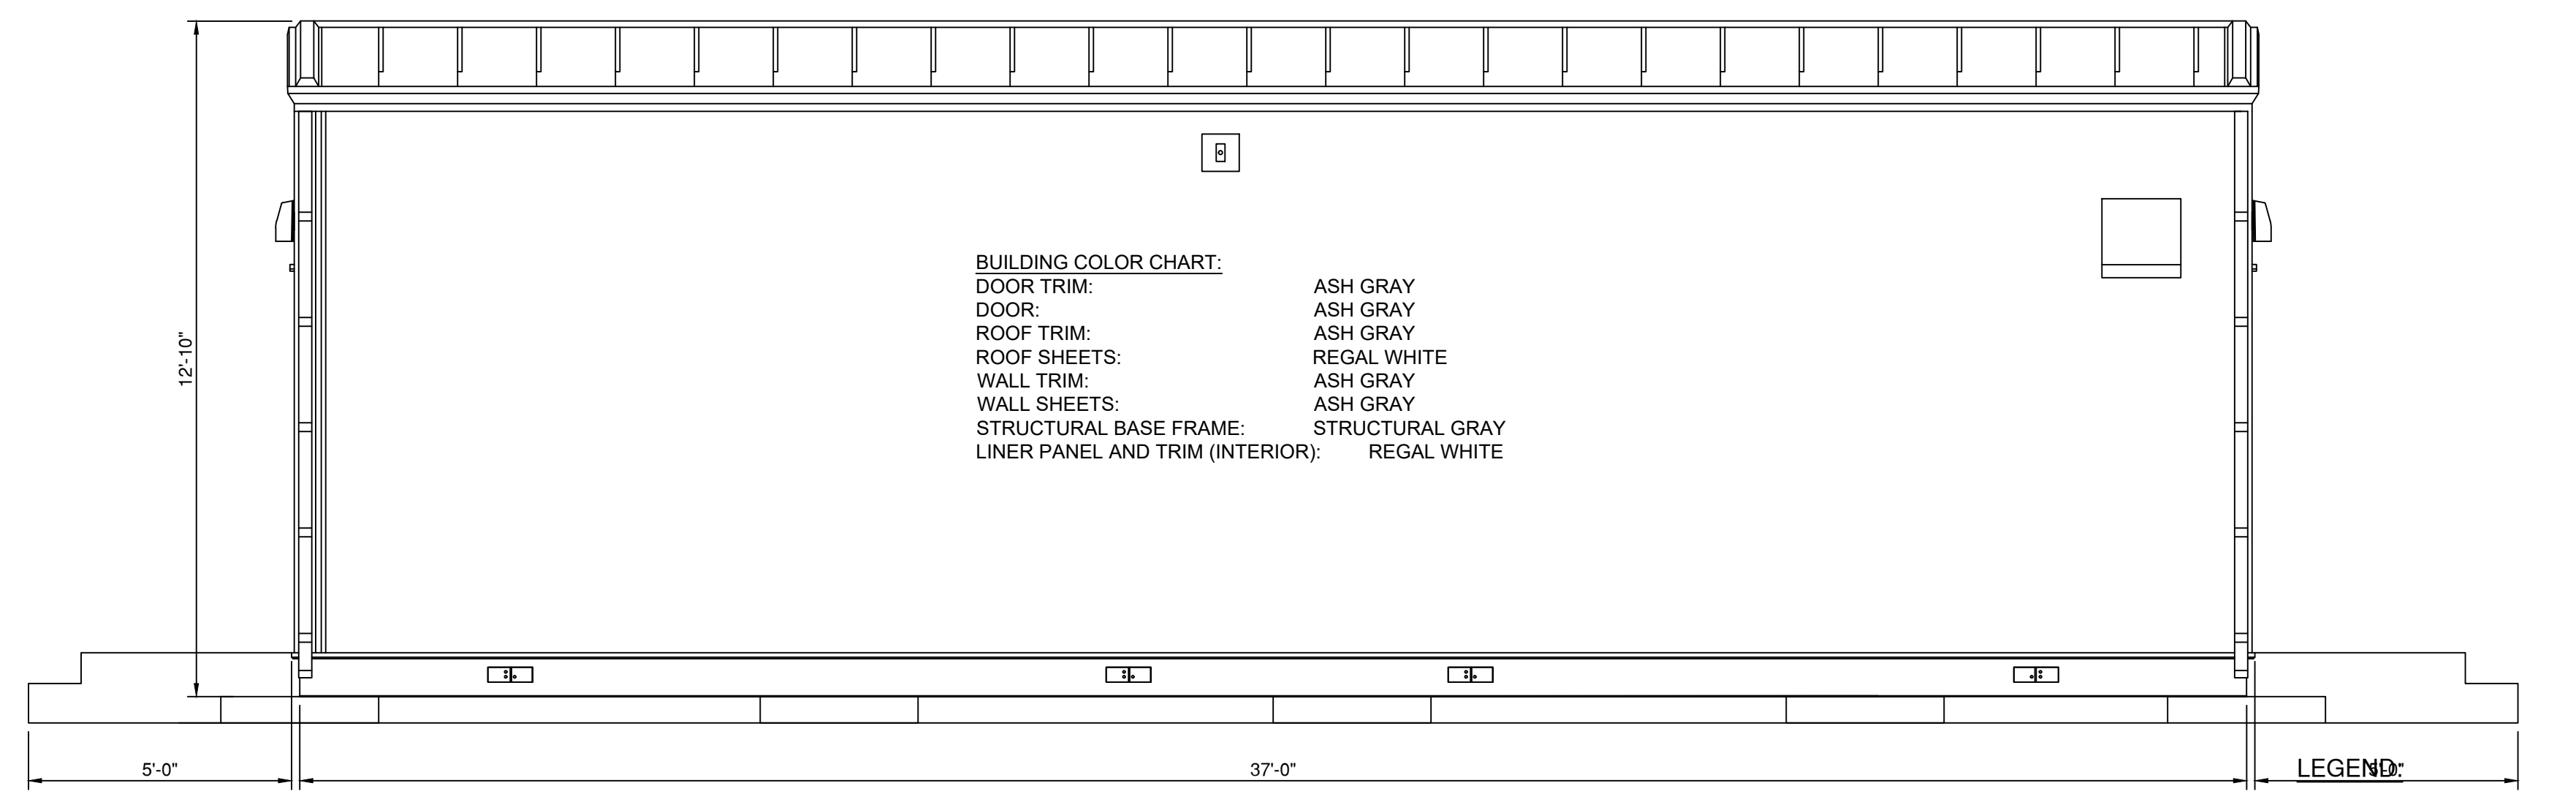 BUILDING COLOR CHART:
DOOR TRIM: ASH GRAY
DOOR: ASH GRAY
ROOF TRIM: ASH GRAY
ROOF SHEETS: REGAL WHITE
WALL TRIM: ASH GRAY
WALL SHEETS: ASH GRAY
STRUCTURAL BASE FRAME: STRUCTURAL GRAY
LINER PANEL AND TRIM (INTERIOR): REGAL WHITE
12'-10"
5'-0"
37'-0"
LEGEND:
5'-0"